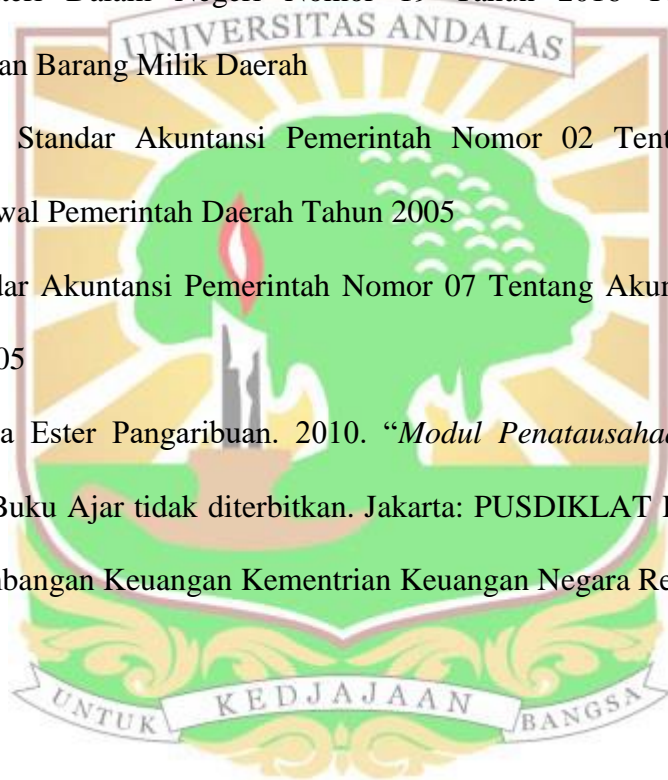 Dalam Negeri Nomor 19 Tahun 2016
UNIVERSITAS ANDALAS
an Barang Milik Daerah
Standar Akuntansi Pemerintah Nomor 02 Tent
wal Pemerintah Daerah Tahun 2005
dar Akuntansi Pemerintah Nomor 07 Tentang Akun
05
a Ester Pangaribuan. 2010. “Modul Penatausaha
Buku Ajar tidak diterbitkan. Jakarta: PUSDIKLAT
mbangan Keuangan Kementrian Keuangan Negara Re
UNTUK KEDJAJAAN BANGSA